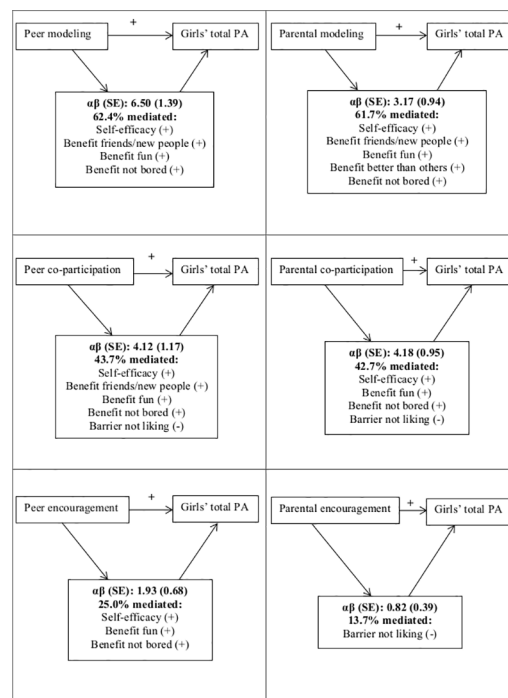 Peer modeling
+
Girls' total PA
αβ (SE): 6.50 (1.39)
62.4% mediated:
Self-efficacy (+)
Benefit friends/new people (+)
Benefit fun (+)
Benefit not bored (+)
Parental modeling
+
Girls' total PA
αβ (SE): 3.17 (0.94)
61.7% mediated:
Self-efficacy (+)
Benefit friends/new people (+)
Benefit fun (+)
Benefit better than others (+)
Benefit not bored (+)
Peer co-participation
+
Girls' total PA
αβ (SE): 4.12 (1.17)
43.7% mediated:
Self-efficacy (+)
Benefit friends/new people (+)
Benefit fun (+)
Benefit not bored (+)
Barrier not liking (-)
Parental co-participation
+
Girls' total PA
αβ (SE): 4.18 (0.95)
42.7% mediated:
Self-efficacy (+)
Benefit fun (+)
Benefit not bored (+)
Barrier not liking (-)
Peer encouragement
+
Girls' total PA
αβ (SE): 1.93 (0.68)
25.0% mediated:
Self-efficacy (+)
Benefit fun (+)
Benefit not bored (+)
Parental encouragement
+
Girls' total PA
αβ (SE): 0.82 (0.39)
13.7% mediated:
Barrier not liking (-)